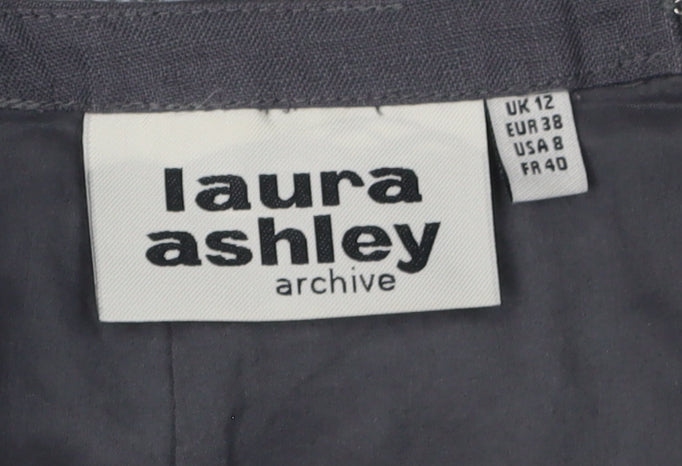 laura
ashley
archive
UK 12
EUR 38
USA 8
FR 40